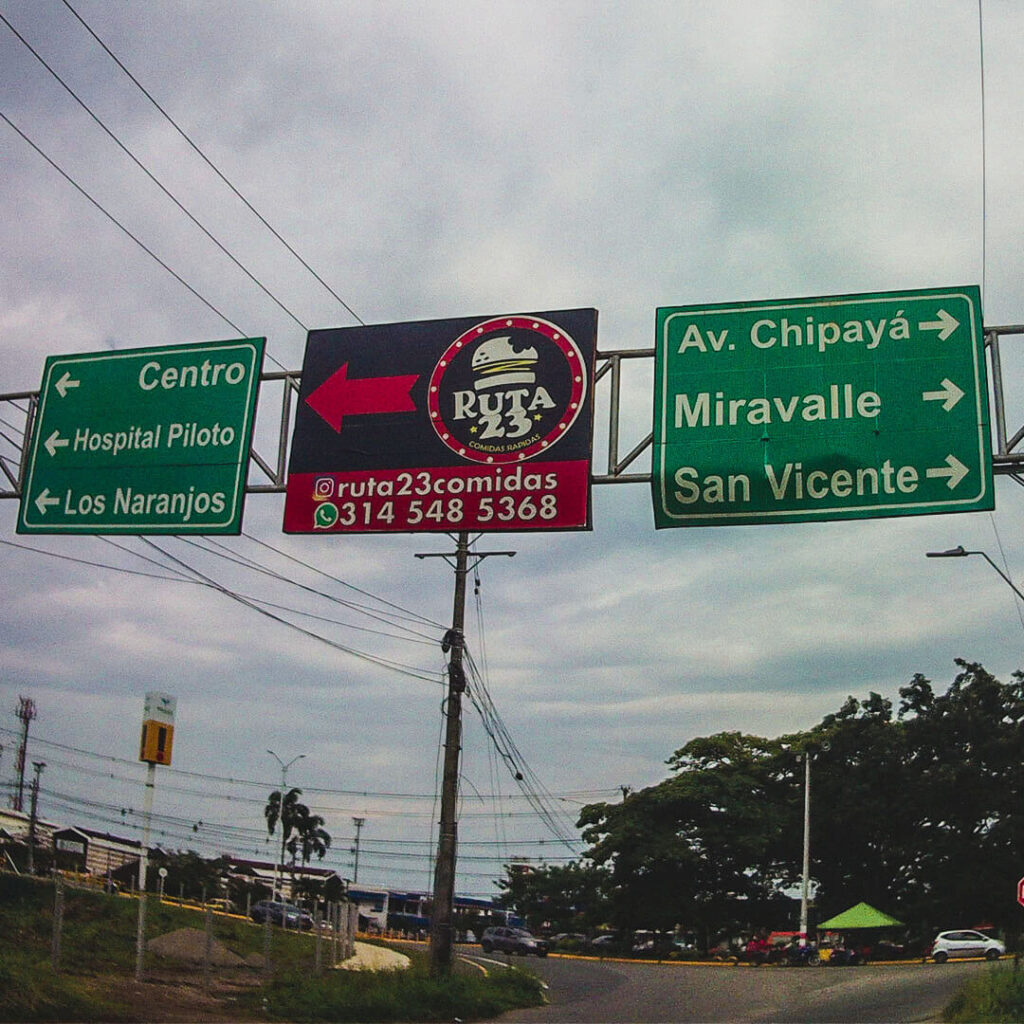 Centro
Hospital Piloto
Los Naranjos
RUTA
23
COMIDAS RAPIDAS
ruta23comidas
314 548 5368
Av. Chipayá
Miravalle
San Vicente